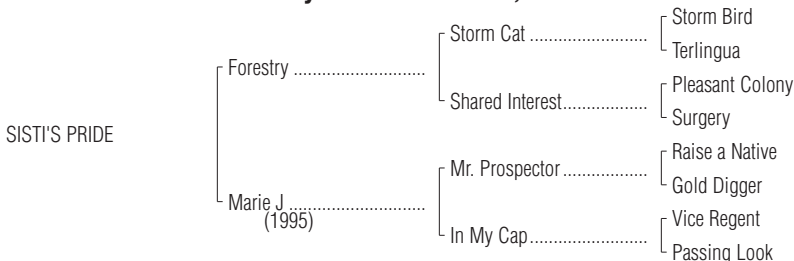 Storm Bird
Storm Cat ..........................
Terlingua
Forestry ............................
Pleasant Colony
Shared Interest..................
Surgery
SISTI'S PRIDE
Raise a Native
Mr. Prospector ..................
Gold Digger
Marie J .............................
(1995)
Vice Regent
In My Cap.........................
Passing Look